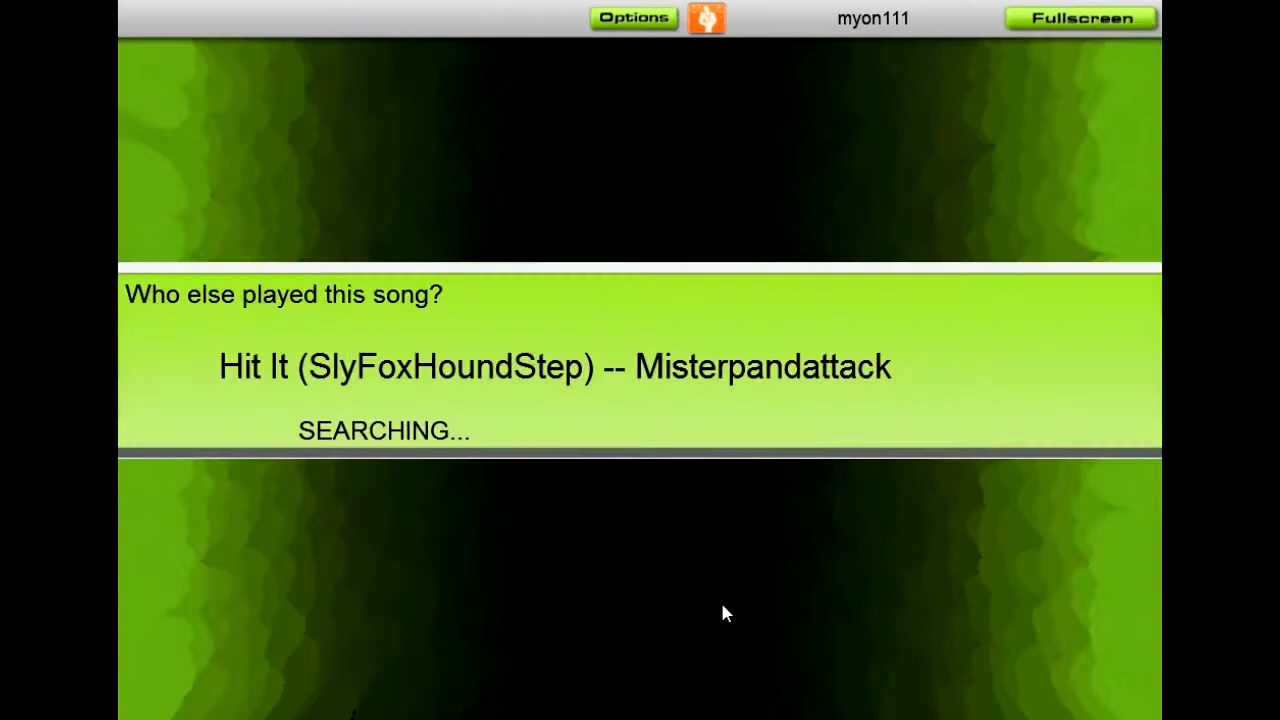 Options
myon111
Fullscreen
Who else played this song?
Hit It (SlyFoxHoundStep) -- Misterpandattack
SEARCHING...